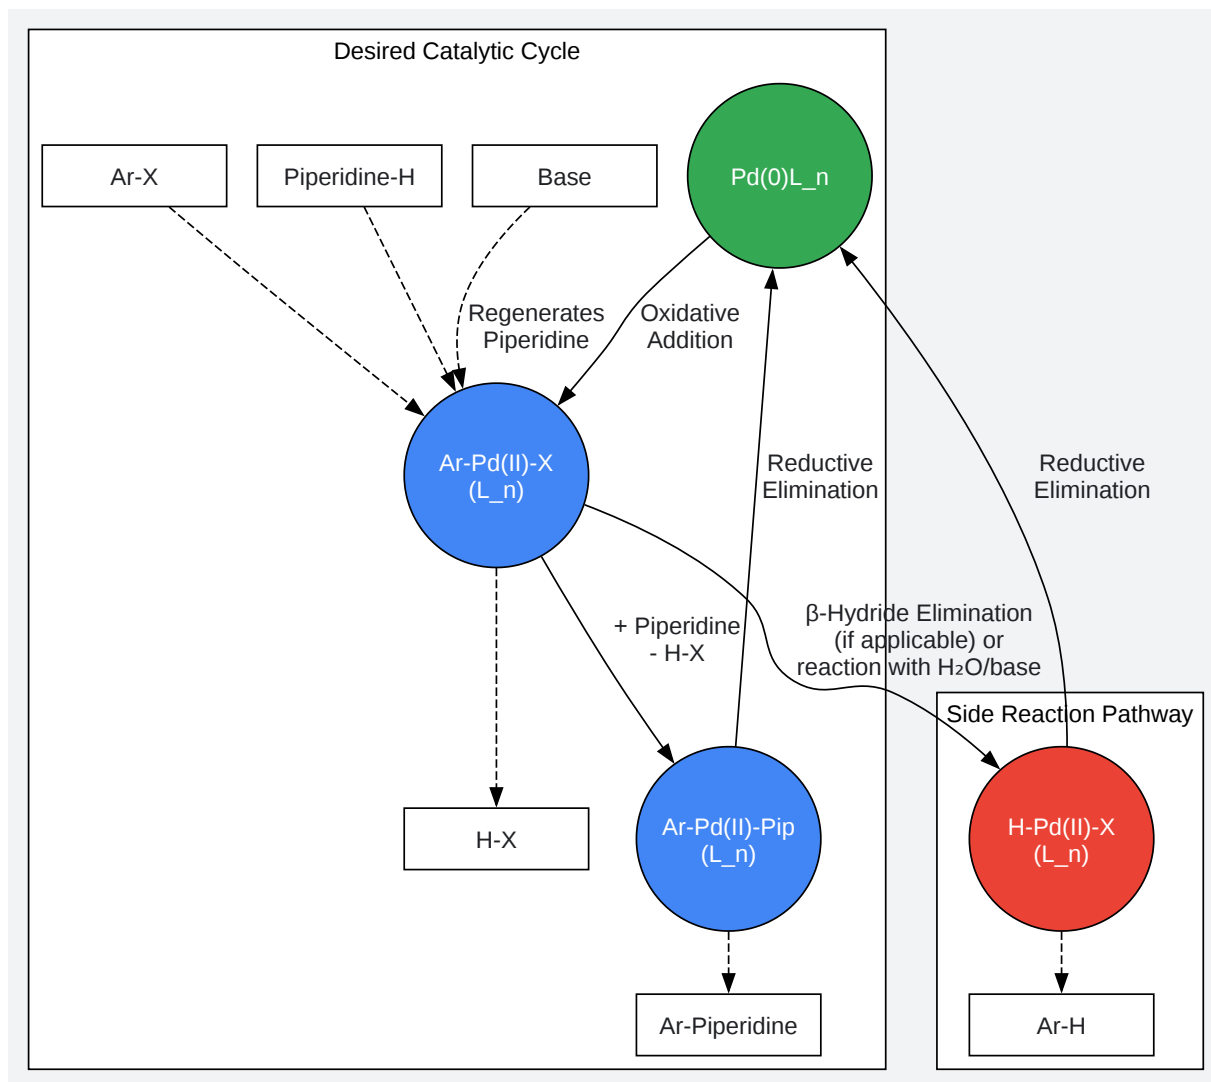 Desired Catalytic Cycle
Ar-X
Piperidine-H
Base
Pd(0)L_n
Regenerates
Piperidine
Oxidative
Addition
Ar-Pd(II)-X
(L_n)
Reductive
Elimination
Reductive
Elimination
+ Piperidine
- H-X
β-Hydride Elimination
(if applicable) or
reaction with H₂O/base
Side Reaction Pathway
H-X
Ar-Pd(II)-Pip
(L_n)
H-Pd(II)-X
(L_n)
Ar-Piperidine
Ar-H